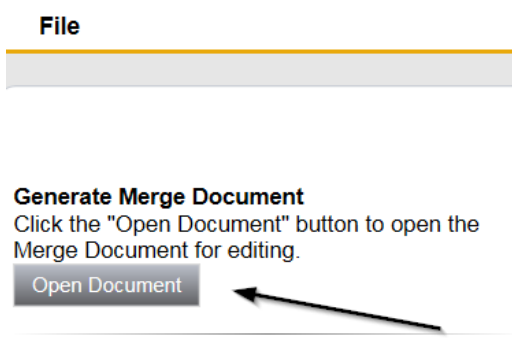 File
Generate Merge Document
Click the "Open Document" button to open the
Merge Document for editing.
Open Document